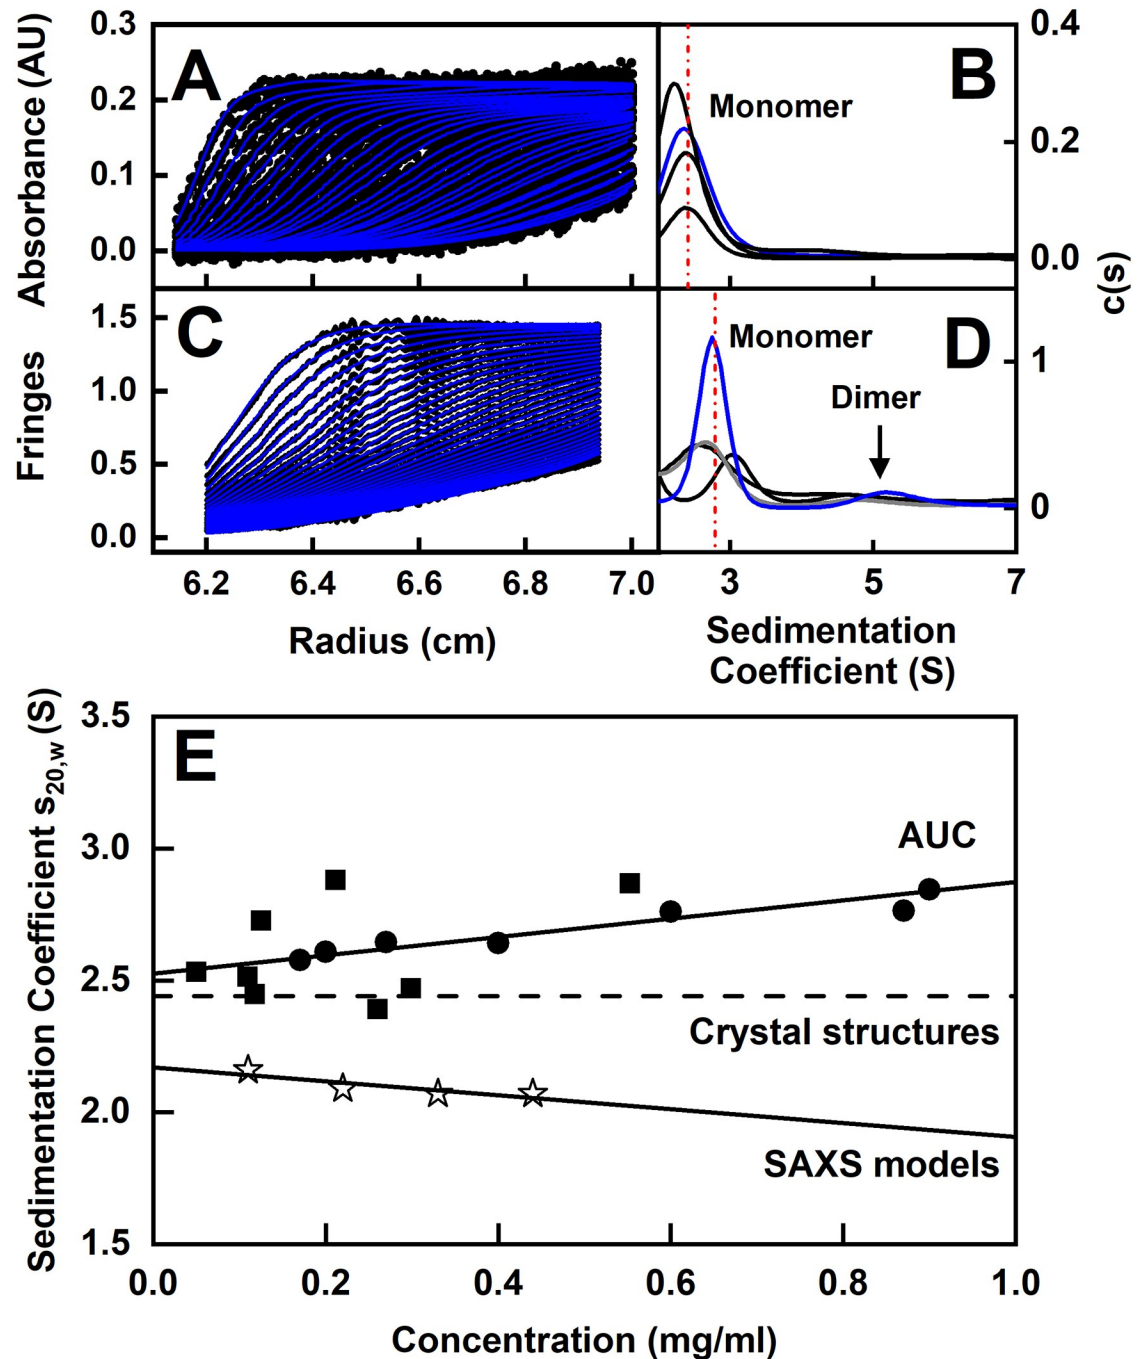 Absorbance (AU)
0.3
0.2
0.1
0.0
A
B
Monomer
0.4
0.2
0.0
c(s)
Fringes
1.5
1.0
0.5
0.0
C
D
Monomer
Dimer
1
0
6.2 6.4 6.6 6.8 7.0
3 5 7
Radius (cm)
Sedimentation
Coefficient (S)
Sedimentation Coefficient s20,w (S)
3.5
3.0
2.5
2.0
1.5
E
AUC
Crystal structures
SAXS models
0.0 0.2 0.4 0.6 0.8 1.0
Concentration (mg/ml)